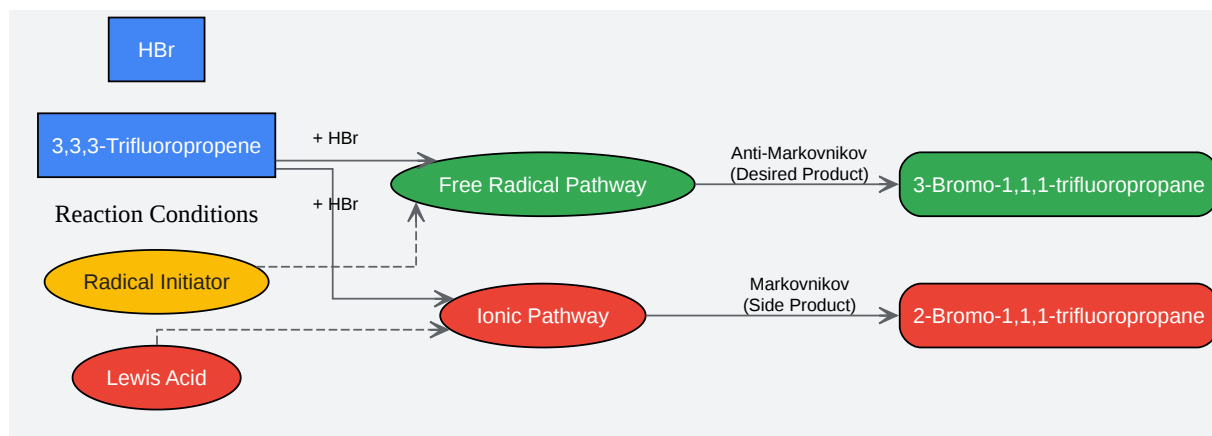 HBr
3,3,3-Trifluoropropene
+ HBr
+ HBr
Free Radical Pathway
Anti-Markovnikov
(Desired Product)
3-Bromo-1,1,1-trifluoropropane
Reaction Conditions
Radical Initiator
Ionic Pathway
Markovnikov
(Side Product)
2-Bromo-1,1,1-trifluoropropane
Lewis Acid